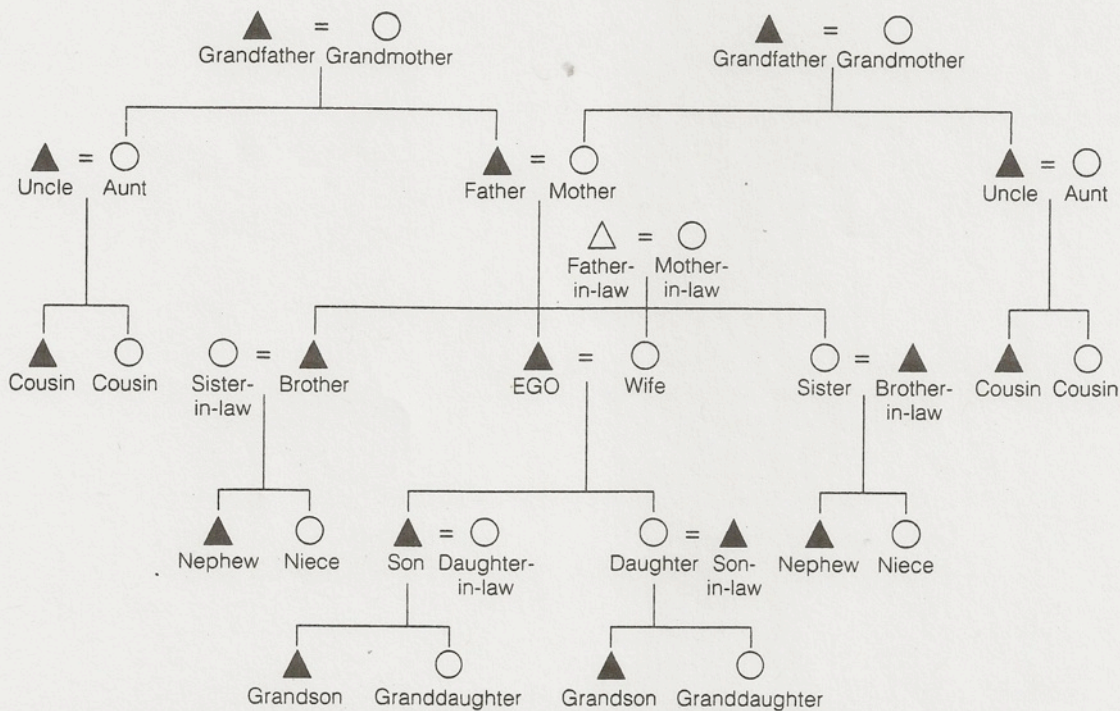 = =
Grandfather Grandmother Grandfather Grandmother
= = =
Uncle Aunt Father Mother Uncle Aunt
=
Father- Mother-
in-law in-law
= = =
Cousin Cousin Sister- Brother EGO Wife Sister Brother- Cousin Cousin
in-law in-law
= =
Nephew Niece Son Daughter- Daughter Son- Nephew Niece
in-law in-law
Grandson Granddaughter Grandson Granddaughter